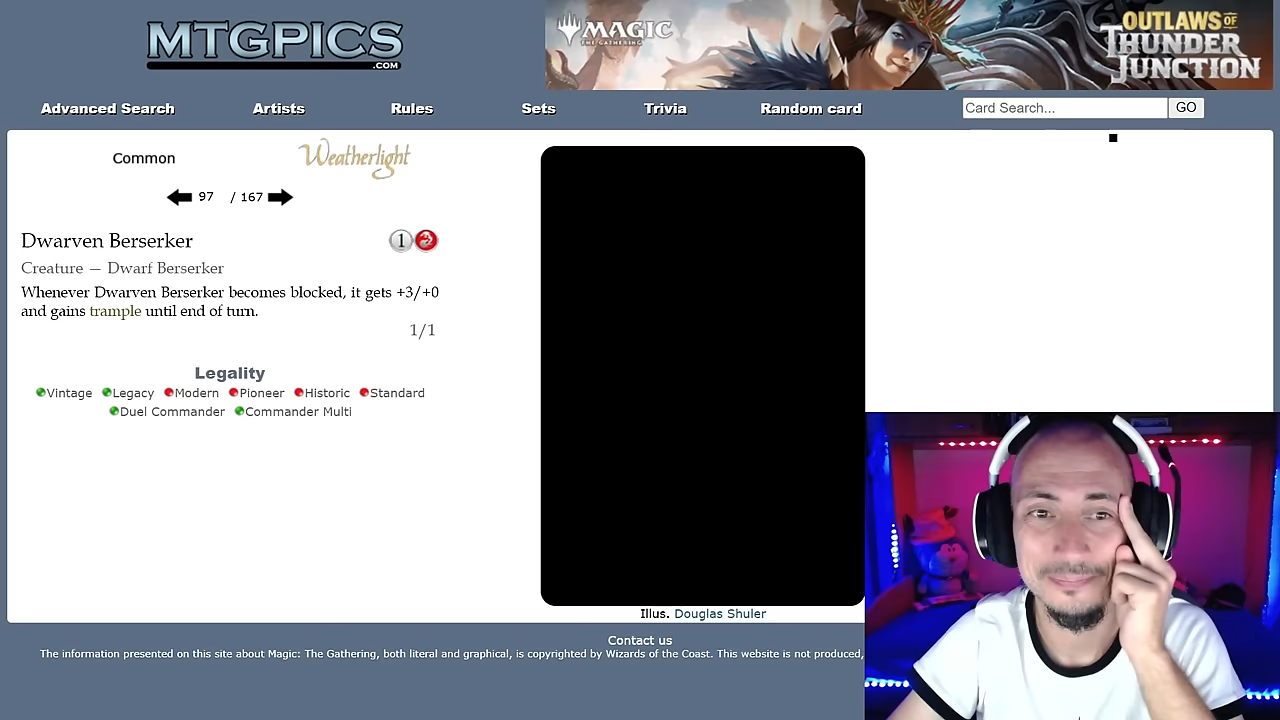 MTGPICS
.COM
MAGIC
THE GATHERING
OUTLAWS OF
THUNDER
JUNCTION
Advanced Search
Artists
Rules
Sets
Trivia
Random card
Card Search...
GO
Common
Weatherlight
97 / 167
Dwarven Berserker
1
Creature — Dwarf Berserker
Whenever Dwarven Berserker becomes blocked, it gets +3/+0
and gains trample until end of turn.
1/1
Legality
Vintage Legacy Modern Pioneer Historic Standard
Duel Commander Commander Multi
Illus. Douglas Shuler
Contact us
The information presented on this site about Magic: The Gathering, both literal and graphical, is copyrighted by Wizards of the Coast. This website is not produced,